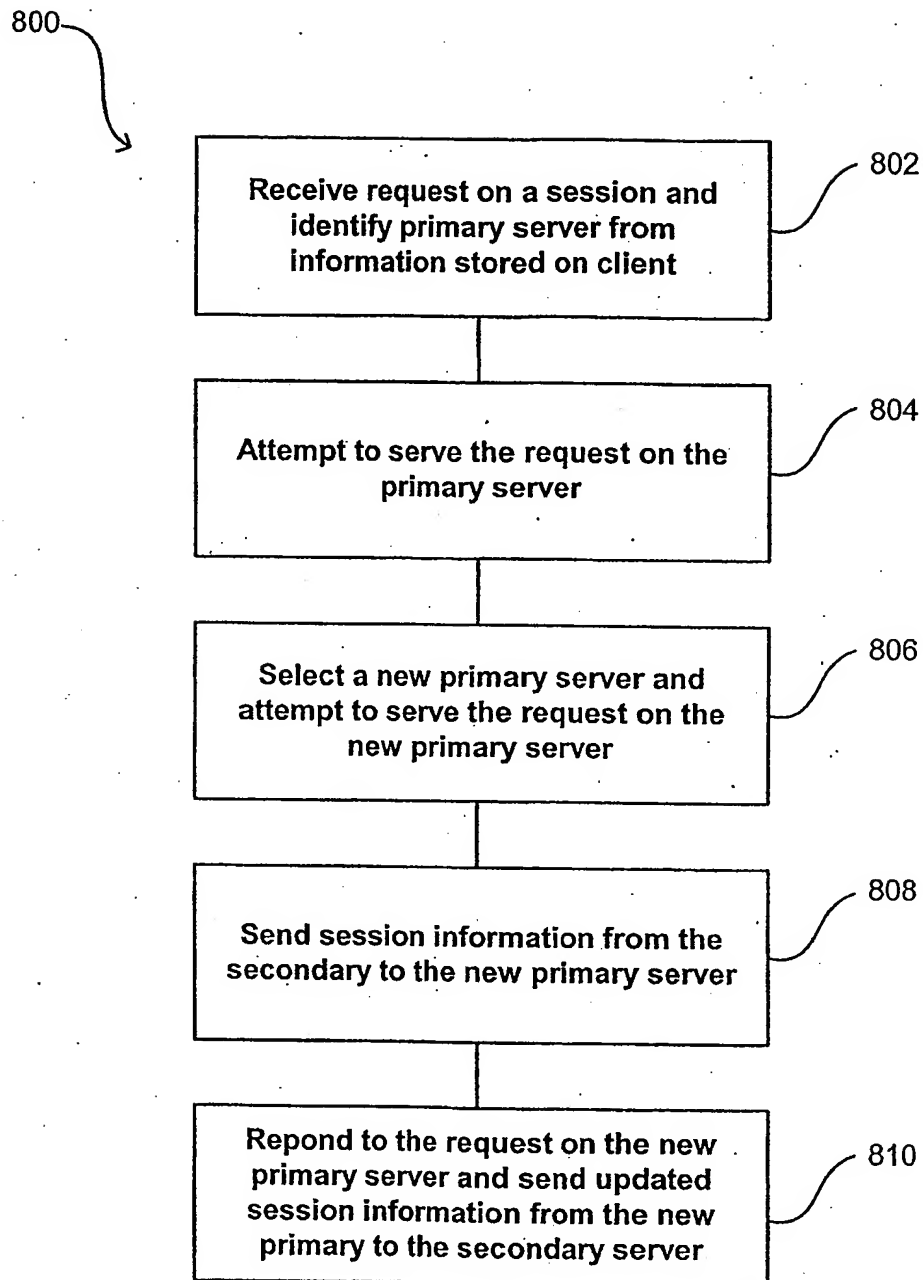 800
802
Receive request on a session and
identify primary server from
information stored on client
804
Attempt to serve the request on the
primary server
806
Select a new primary server and
attempt to serve the request on the
new primary server
808
Send session information from the
secondary to the new primary server
810
Repond to the request on the new
primary server and send updated
session information from the new
primary to the secondary server